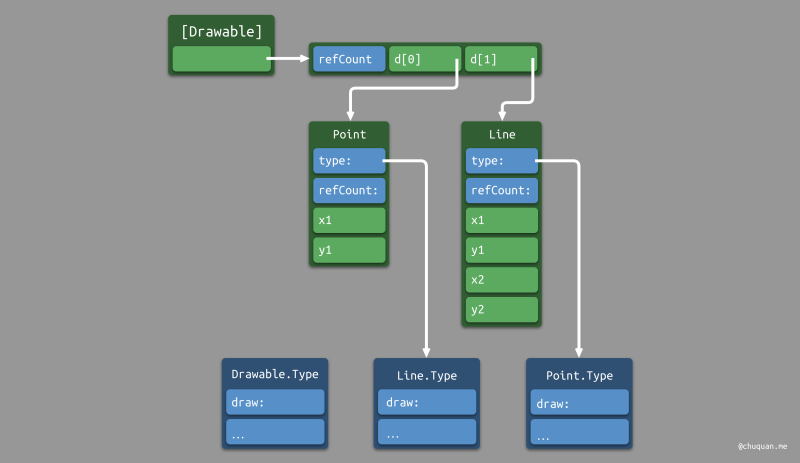 [Drawable]
refCount
d[0]
d[1]
Point
type:
refCount:
x1
y1
Line
type:
refCount:
x1
y1
x2
y2
Drawable.Type
draw:
...
Line.Type
draw:
...
Point.Type
draw:
...
@chuquan.me